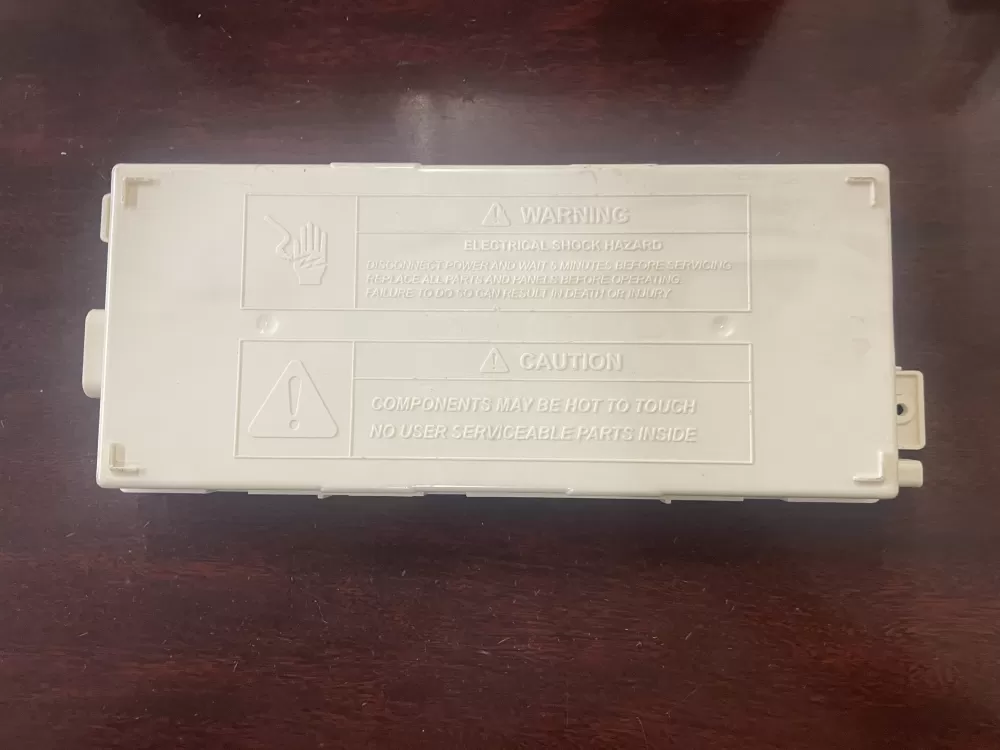 WARNING
ELECTRICAL SHOCK HAZARD
DISCONNECT POWER AND WAIT 5 MINUTES BEFORE SERVICING
REPLACE ALL PARTS AND PANELS BEFORE OPERATING
FAILURE TO DO SO CAN RESULT IN DEATH OR INJURY
CAUTION
COMPONENTS MAY BE HOT TO TOUCH
NO USER SERVICEABLE PARTS INSIDE